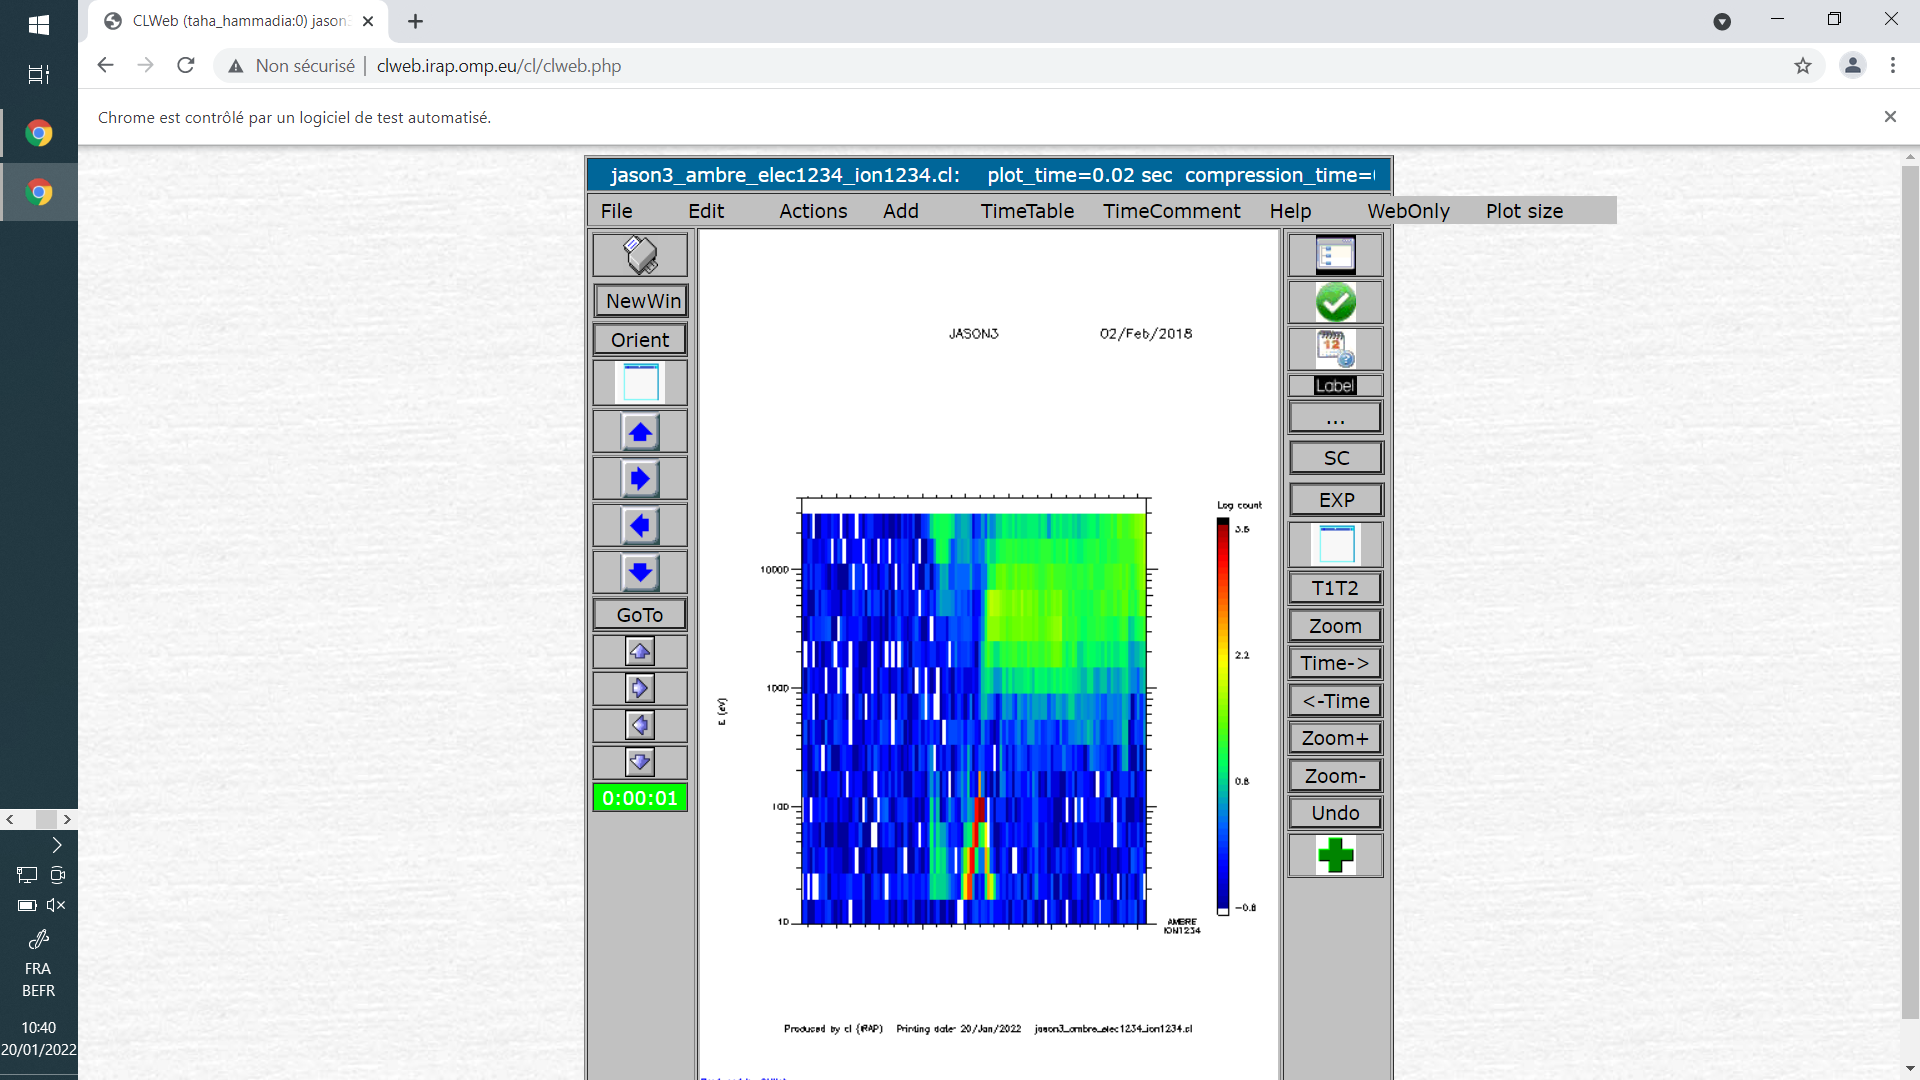 CLWeb (taha_hammadia:0) jason3
Non sécurisé | clweb.irap.omp.eu/cl/clweb.php
Chrome est contrôlé par un logiciel de test automatisé.
jason3_ambre_elec1234_ion1234.cl: plot_time=0.02 sec compression_time=
File Edit Actions Add TimeTable TimeComment Help WebOnly Plot size
NewWin
Orient
GoTo
0:00:01
JASON3 02/Feb/2018
Log count
3.5
2.2
0.8
-0.8
10000
1000
100
10
E (eV)
AMBRE
ION1234
Produced by cl (IRAP) Printing date: 20/Jan/2022 jason3_ambre_elec1234_ion1234.cl
12
Label
...
SC
EXP
T1T2
Zoom
Time->
<-Time
Zoom+
Zoom-
Undo
FRA
BEFR
10:40
20/01/2022